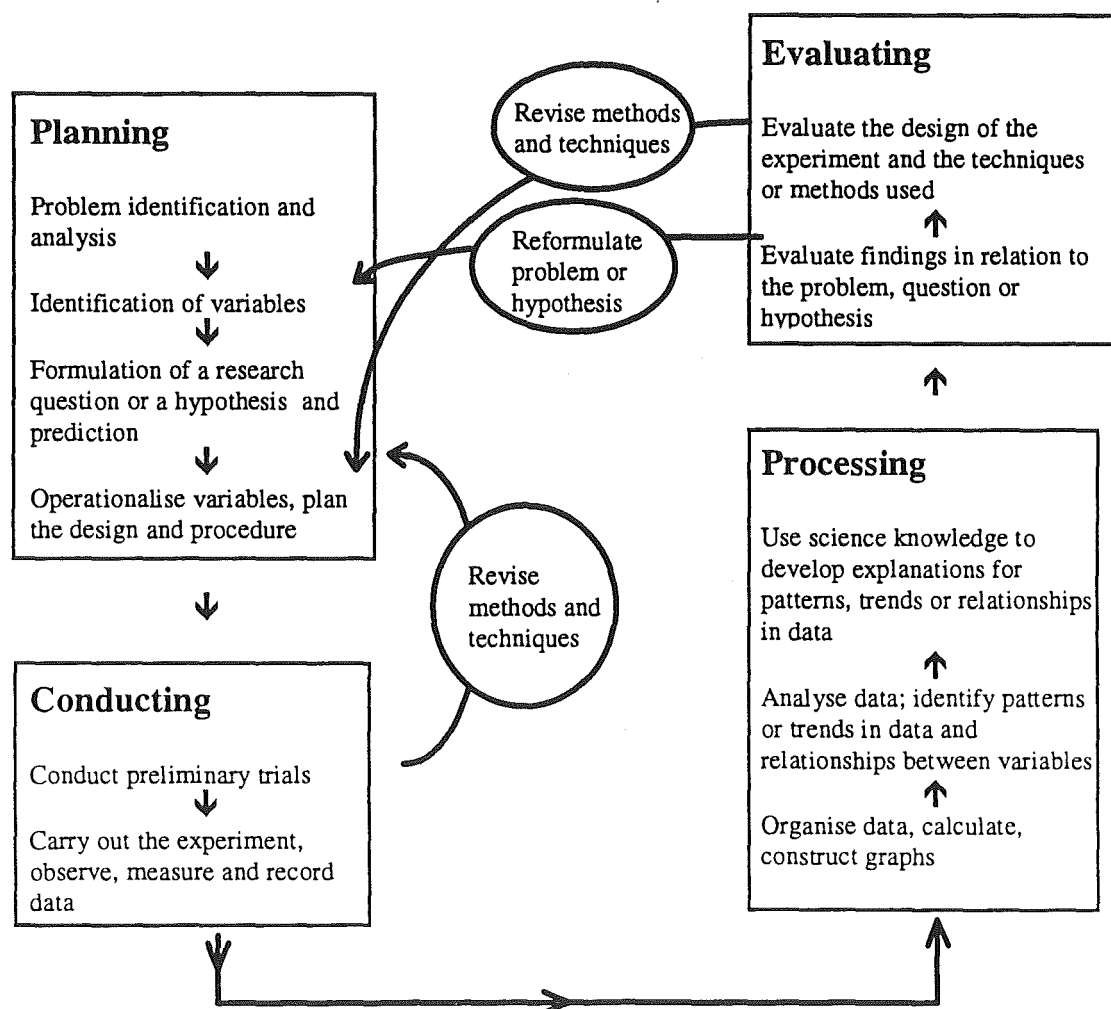 Planning
Problem identification and
analysis
Identification of variables
Formulation of a research
question or a hypothesis and
prediction
Operationalise variables, plan
the design and procedure
Conducting
Conduct preliminary trials
Carry out the experiment,
observe, measure and record
data
Revise
methods and
techniques
Revise methods
and techniques
Reformulate
problem or
hypothesis
Processing
Use science knowledge to
develop explanations for
patterns, trends or relationships
in data
Analyse data; identify patterns
or trends in data and
relationships between variables
Organise data, calculate,
construct graphs
Evaluating
Evaluate the design of the
experiment and the techniques
or methods used
Evaluate findings in relation to
the problem, question or
hypothesis